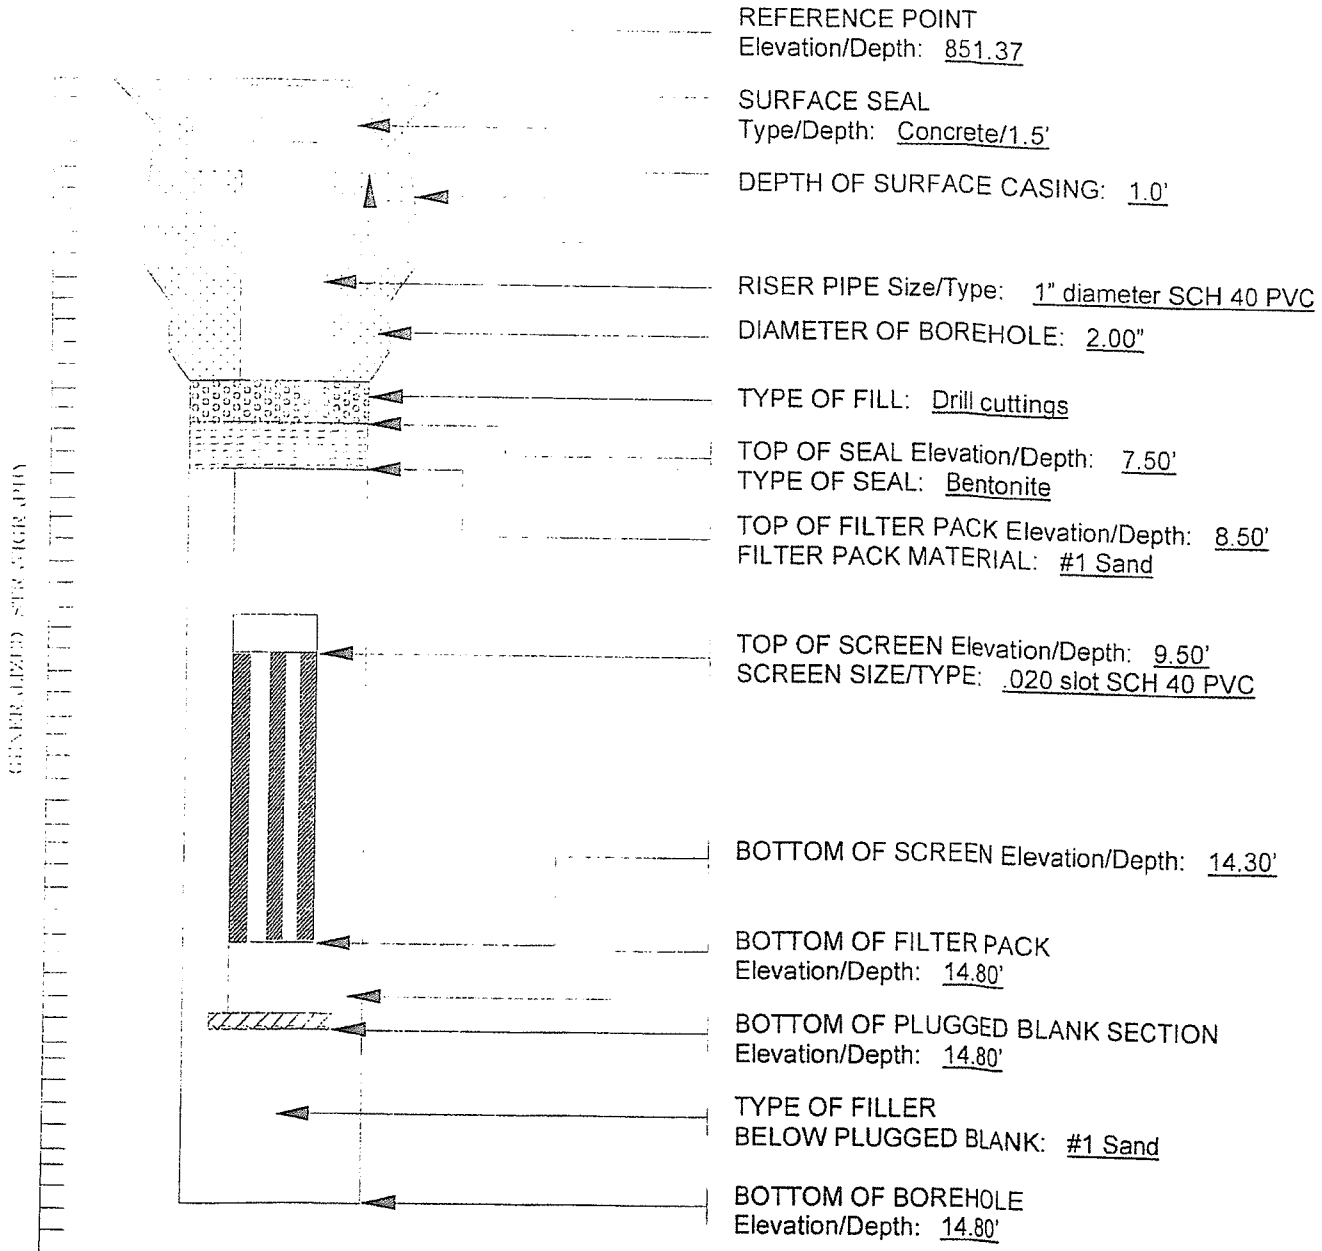 REFERENCE POINT
Elevation/Depth: 851.37
SURFACE SEAL
Type/Depth: Concrete/1.5'
DEPTH OF SURFACE CASING: 1.0'
RISER PIPE Size/Type: 1" diameter SCH 40 PVC
DIAMETER OF BOREHOLE: 2.00"
TYPE OF FILL: Drill cuttings
TOP OF SEAL Elevation/Depth: 7.50'
TYPE OF SEAL: Bentonite
TOP OF FILTER PACK Elevation/Depth: 8.50'
FILTER PACK MATERIAL: #1 Sand
TOP OF SCREEN Elevation/Depth: 9.50'
SCREEN SIZE/TYPE: .020 slot SCH 40 PVC
BOTTOM OF SCREEN Elevation/Depth: 14.30'
BOTTOM OF FILTER PACK
Elevation/Depth: 14.80'
BOTTOM OF PLUGGED BLANK SECTION
Elevation/Depth: 14.80'
TYPE OF FILLER
BELOW PLUGGED BLANK: #1 Sand
BOTTOM OF BOREHOLE
Elevation/Depth: 14.80'
GENERALIZED STRATIGRAPHY